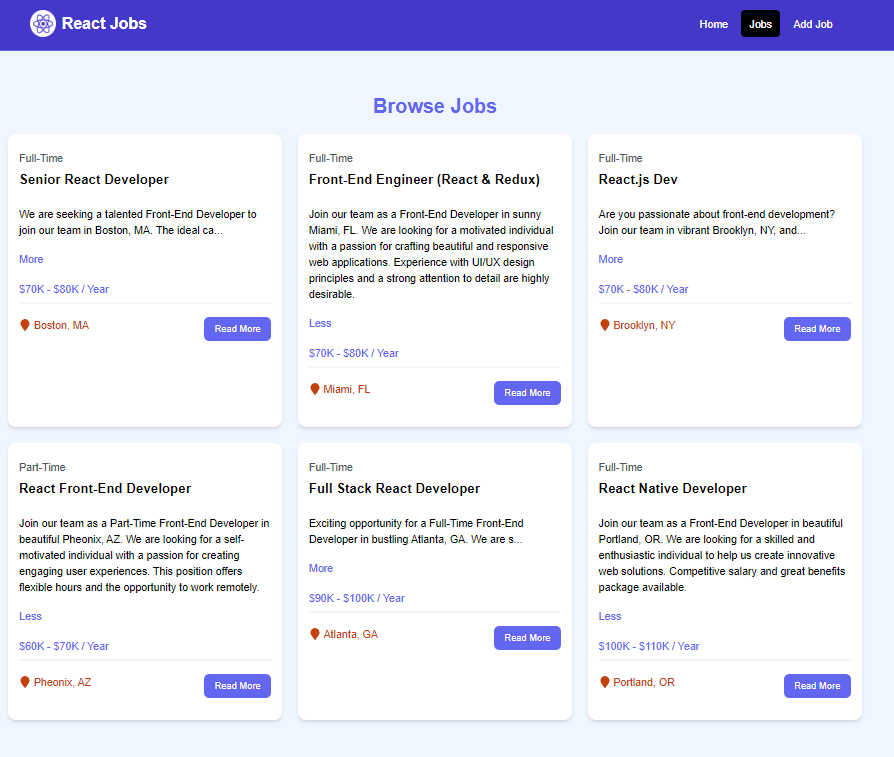 React Jobs
Home Jobs Add Job
Browse Jobs
Full-Time
Senior React Developer
We are seeking a talented Front-End Developer to
join our team in Boston, MA. The ideal ca...
More
$70K - $80K / Year
Boston, MA
Read More
Full-Time
Front-End Engineer (React & Redux)
Join our team as a Front-End Developer in sunny
Miami, FL. We are looking for a motivated individual
with a passion for crafting beautiful and responsive
web applications. Experience with UI/UX design
principles and a strong attention to detail are highly
desirable.
Less
$70K - $80K / Year
Miami, FL
Read More
Full-Time
React.js Dev
Are you passionate about front-end development?
Join our team in vibrant Brooklyn, NY, and...
More
$70K - $80K / Year
Brooklyn, NY
Read More
Part-Time
React Front-End Developer
Join our team as a Part-Time Front-End Developer in
beautiful Pheonix, AZ. We are looking for a self-
motivated individual with a passion for creating
engaging user experiences. This position offers
flexible hours and the opportunity to work remotely.
Less
$60K - $70K / Year
Pheonix, AZ
Read More
Full-Time
Full Stack React Developer
Exciting opportunity for a Full-Time Front-End
Developer in bustling Atlanta, GA. We are s...
More
$90K - $100K / Year
Atlanta, GA
Read More
Full-Time
React Native Developer
Join our team as a Front-End Developer in beautiful
Portland, OR. We are looking for a skilled and
enthusiastic individual to help us create innovative
web solutions. Competitive salary and great benefits
package available.
Less
$100K - $110K / Year
Portland, OR
Read More